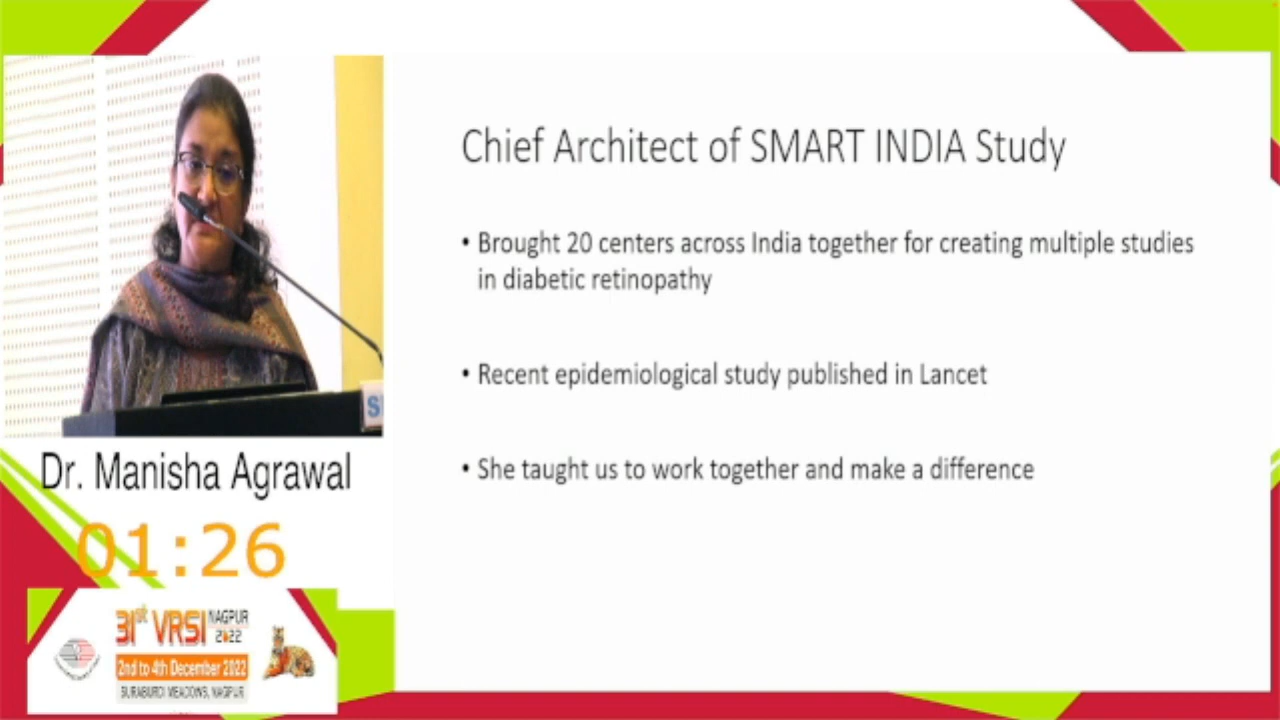 Chief Architect of SMART INDIA Study
• Brought 20 centers across India together for creating multiple studies
in diabetic retinopathy
• Recent epidemiological study published in Lancet
• She taught us to work together and make a difference
Dr. Manisha Agrawal
01:26
31st VRSI NAGPUR
2022
2nd to 4th December 2022
SURABURDI MEADOWS, NAGPUR